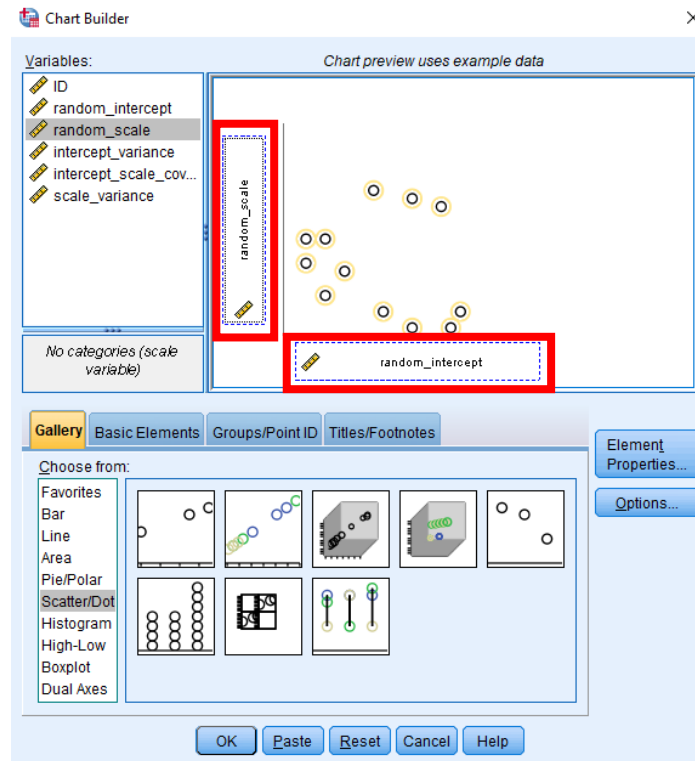 Chart Builder
Variables:
Chart preview uses example data
ID
random_intercept
random_scale
intercept_variance
intercept_scale_cov...
scale_variance
No categories (scale
variable)
random_scale
random_intercept
Gallery
Basic Elements
Groups/Point ID
Titles/Footnotes
Choose from:
Favorites
Bar
Line
Area
Pie/Polar
Scatter/Dot
Histogram
High-Low
Boxplot
Dual Axes
Element
Properties...
Options...
OK
Paste
Reset
Cancel
Help